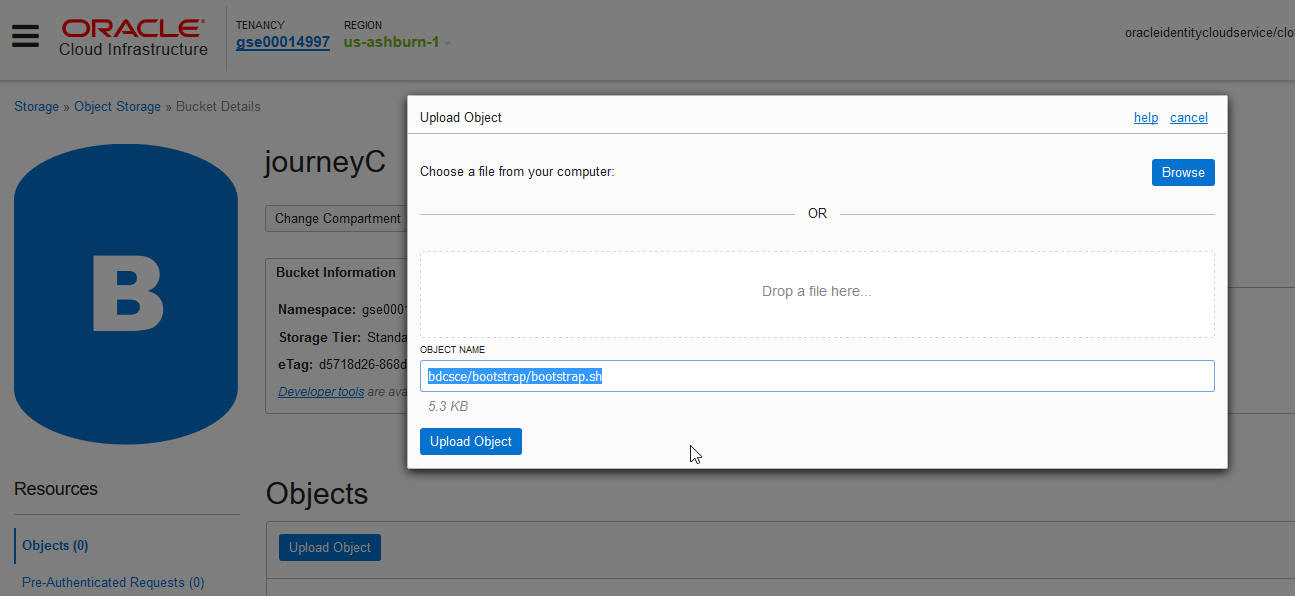 ORACLE
Cloud Infrastructure
TENANCY
gse00014997
REGION
us-ashburn-1
oracleidentitycloudservice/clo
Storage » Object Storage » Bucket Details
B
journeyC
Change Compartment
Bucket Information
Namespace: gse0001
Storage Tier: Standa
eTag: d5718d26-868d
Developer tools are ava
Upload Object
help cancel
Choose a file from your computer:
Browse
OR
Drop a file here...
OBJECT NAME
bdcsce/bootstrap/bootstrap.sh
5.3 KB
Upload Object
Resources
Objects (0)
Pre-Authenticated Requests (0)
Objects
Upload Object